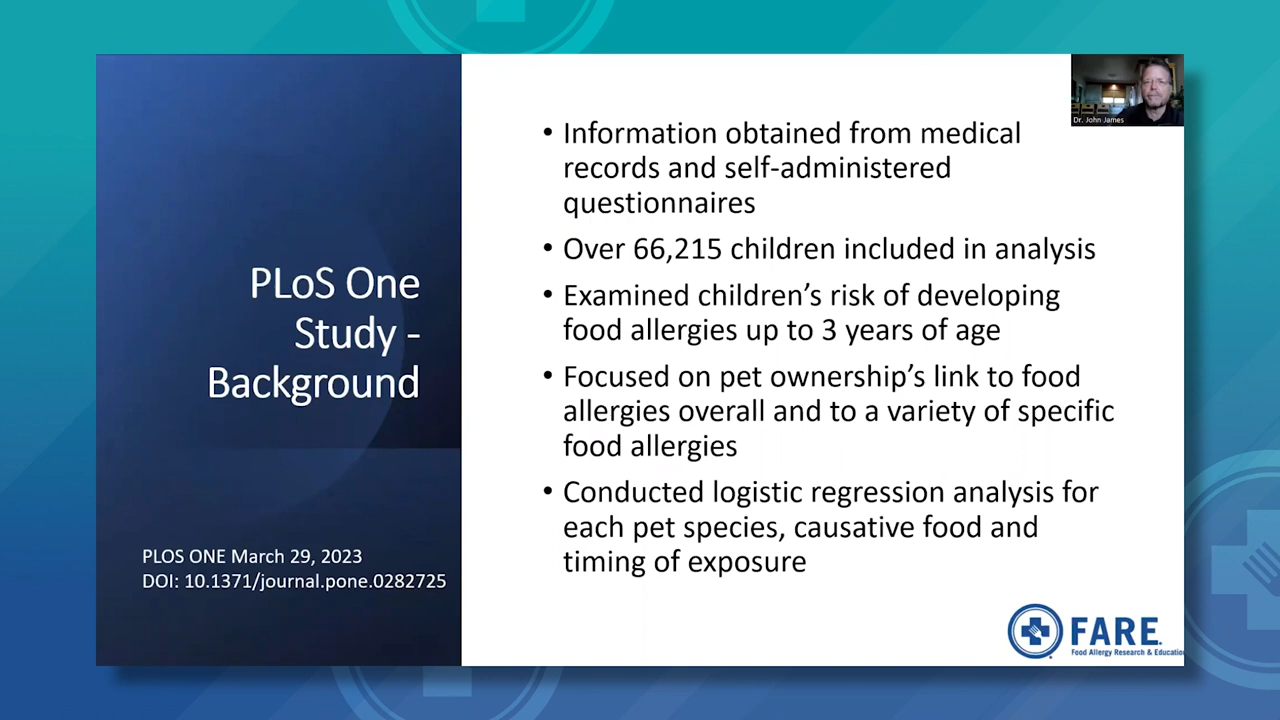 PLoS One
Study -
Background
PLOS ONE March 29, 2023
DOI: 10.1371/journal.pone.0282725
• Information obtained from medical
records and self-administered
questionnaires
• Over 66,215 children included in analysis
• Examined children’s risk of developing
food allergies up to 3 years of age
• Focused on pet ownership’s link to food
allergies overall and to a variety of specific
food allergies
• Conducted logistic regression analysis for
each pet species, causative food and
timing of exposure
Dr. John James
FARE.
Food Allergy Research & Educatio